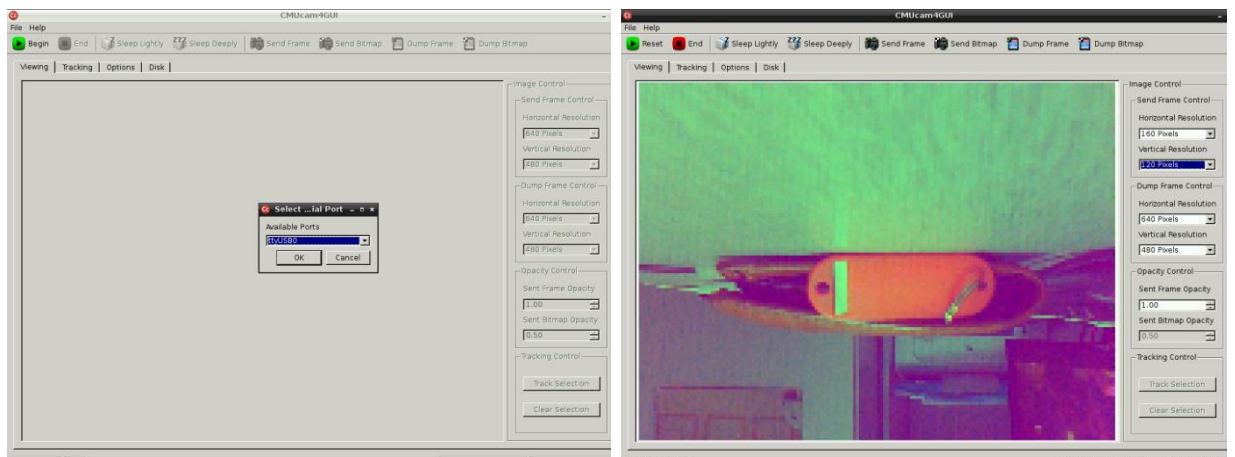 CMUcam4GUI
File Help
Begin End Sleep Lightly Sleep Deeply Send Frame Send Bitmap Dump Frame Dump Bitmap
Viewing Tracking Options Disk
Image Control
Send Frame Control
Horizontal Resolution
640 Pixels
Vertical Resolution
480 Pixels
Dump Frame Control
Horizontal Resolution
640 Pixels
Vertical Resolution
480 Pixels
Opacity Control
Sent Frame Opacity
1.00
Sent Bitmap Opacity
0.50
Tracking Control
Track Selection
Clear Selection
Select ...ial Port
Available Ports
ttyUSB0
OK Cancel
CMUcam4GUI
File Help
Reset End Sleep Lightly Sleep Deeply Send Frame Send Bitmap Dump Frame Dump Bitmap
Viewing Tracking Options Disk
Image Control
Send Frame Control
Horizontal Resolution
160 Pixels
Vertical Resolution
120 Pixels
Dump Frame Control
Horizontal Resolution
640 Pixels
Vertical Resolution
480 Pixels
Opacity Control
Sent Frame Opacity
1.00
Sent Bitmap Opacity
0.50
Tracking Control
Track Selection
Clear Selection